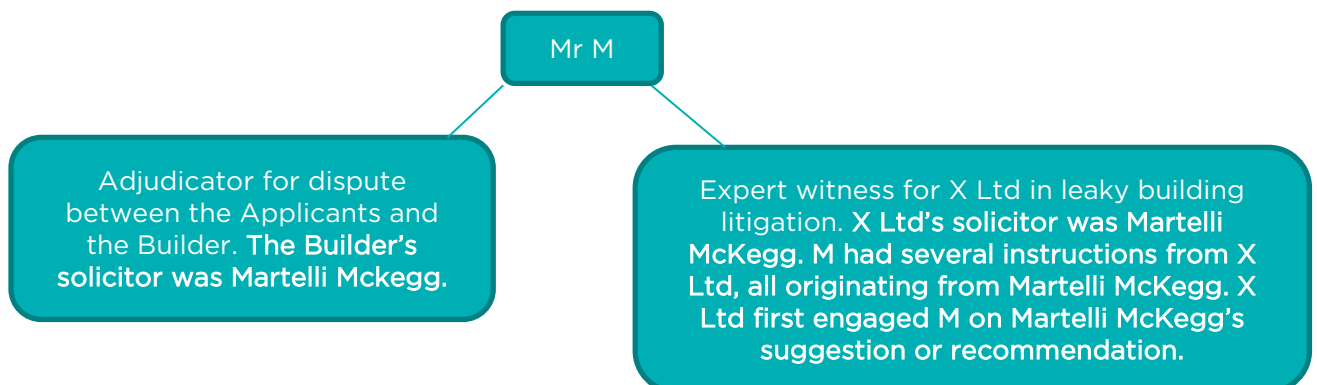 Mr M
Adjudicator for dispute
between the Applicants and
the Builder. The Builder's
solicitor was Martelli Mckegg.
Expert witness for X Ltd in leaky building
litigation. X Ltd's solicitor was Martelli
McKegg. M had several instructions from X
Ltd, all originating from Martelli McKegg. X
Ltd first engaged M on Martelli McKegg's
suggestion or recommendation.